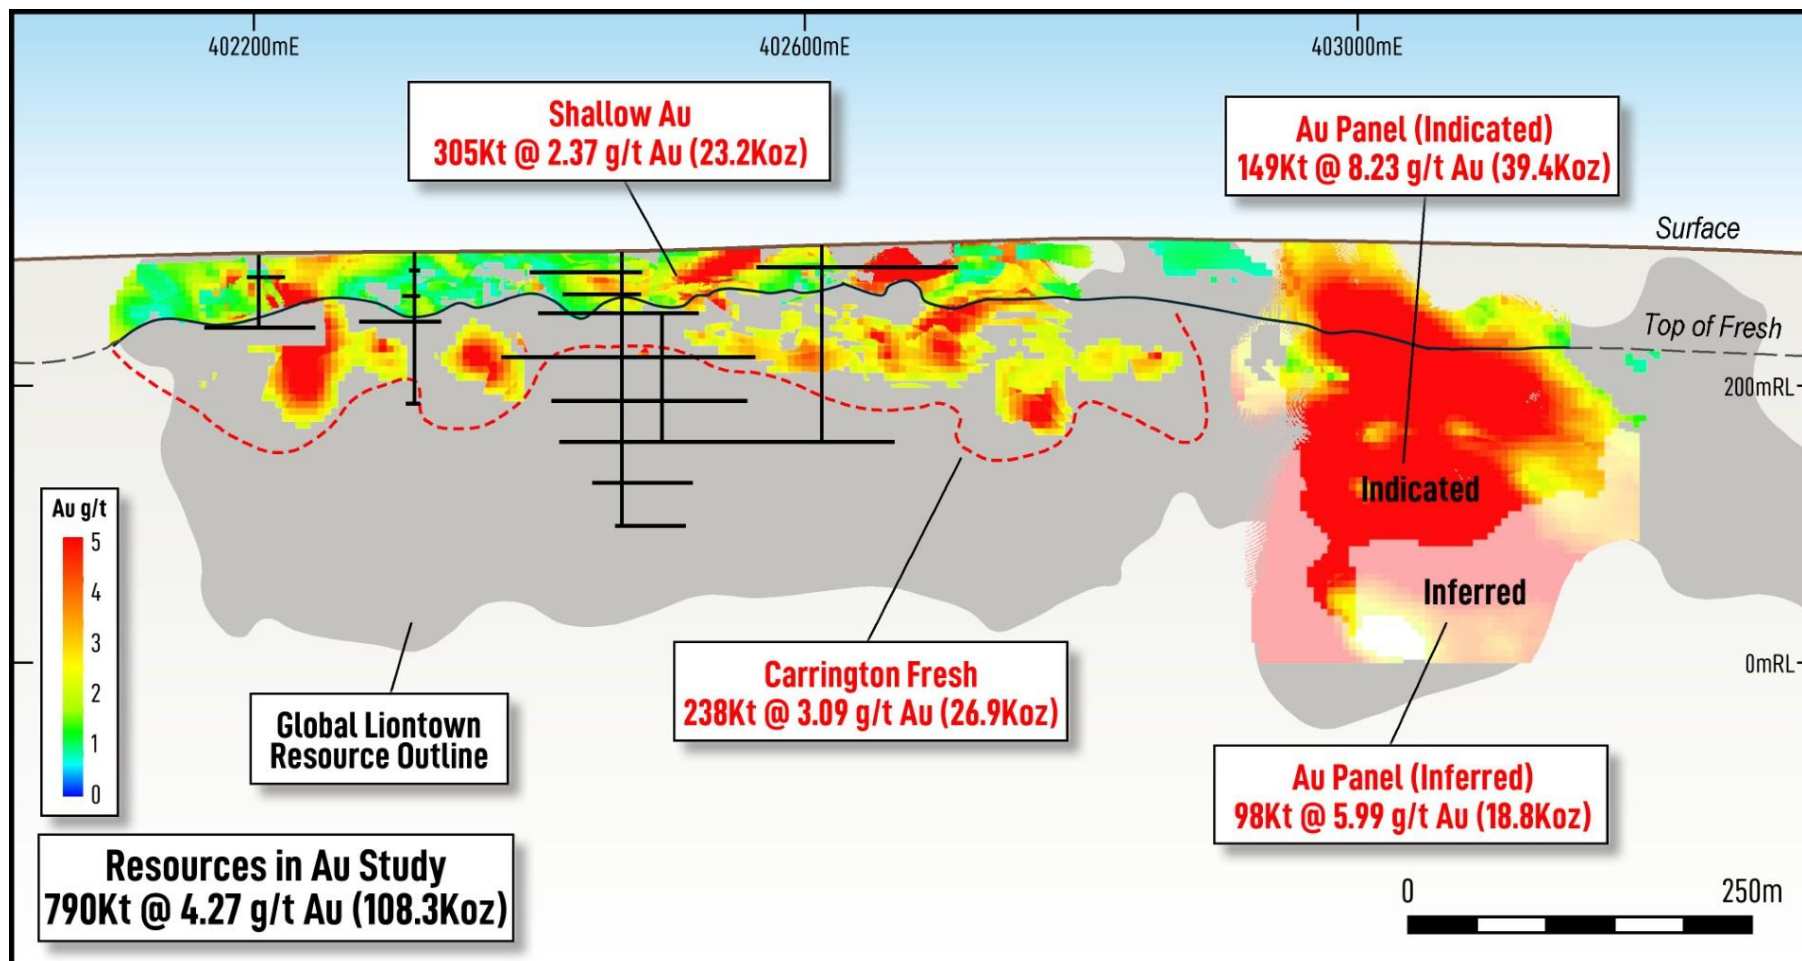 402200mE
402600mE
403000mE
Shallow Au
305Kt @ 2.37 g/t Au (23.2Koz)
Au Panel (Indicated)
149Kt @ 8.23 g/t Au (39.4Koz)
Surface
Top of Fresh
200mRL
Indicated
Inferred
0mRL
Au g/t
5
4
3
2
1
0
Global Liontown
Resource Outline
Carrington Fresh
238Kt @ 3.09 g/t Au (26.9Koz)
Au Panel (Inferred)
98Kt @ 5.99 g/t Au (18.8Koz)
Resources in Au Study
790Kt @ 4.27 g/t Au (108.3Koz)
0
250m